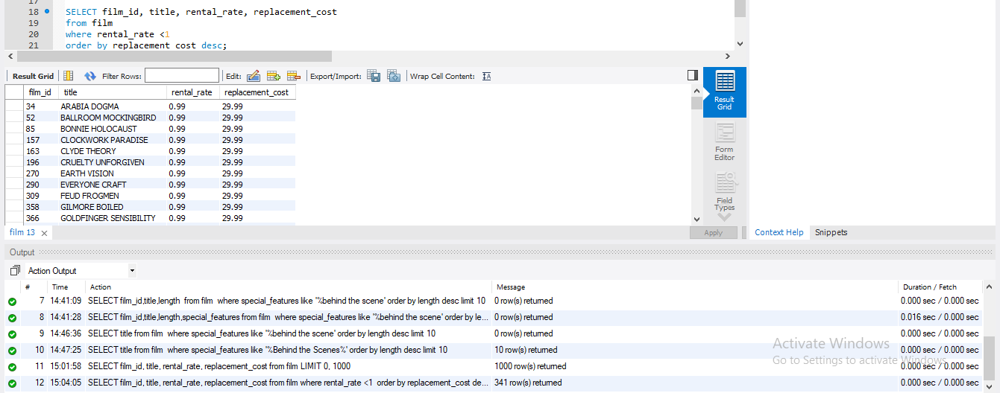 17
18 SELECT film_id, title, rental_rate, replacement_cost
19 from film
20 where rental_rate <1
21 order by replacement_cost desc;
Result Grid Filter Rows: Edit: Export/Import: Wrap Cell Content: IA
film_id title rental_rate replacement_cost
34 ARABIA DOGMA 0.99 29.99
52 BALLROOM MOCKINGBIRD 0.99 29.99
85 BONNIE HOLOCAUST 0.99 29.99
157 CLOCKWORK PARADISE 0.99 29.99
163 CLYDE THEORY 0.99 29.99
196 CRUELTY UNFORGIVEN 0.99 29.99
270 EARTH VISION 0.99 29.99
290 EVERYONE CRAFT 0.99 29.99
309 FEUD FROGMEN 0.99 29.99
358 GILMORE BOILED 0.99 29.99
366 GOLDFINGER SENSIBILITY 0.99 29.99
Result
Grid
Form
Editor
Field
Types
film 13 Apply Context Help Snippets
Output
Action Output
# Time Action Message Duration / Fetch
7 14:41:09 SELECT film_id,title,length from film where special_features like '%behind the scene' order by length desc limit 10 0 row(s) returned 0.000 sec / 0.000 sec
8 14:41:28 SELECT film_id,title,length,special_features from film where special_features like '%behind the scene' order by le... 0 row(s) returned 0.016 sec / 0.000 sec
9 14:46:36 SELECT title from film where special_features like '%behind the scene' order by length desc limit 10 0 row(s) returned 0.000 sec / 0.000 sec
10 14:47:25 SELECT title from film where special_features like '%Behind the Scenes%' order by length desc limit 10 10 row(s) returned 0.000 sec / 0.000 sec
11 15:01:58 SELECT film_id, title, rental_rate, replacement_cost from film LIMIT 0, 1000 1000 row(s) returned 0.000 sec / 0.000 sec
12 15:04:05 SELECT film_id, title, rental_rate, replacement_cost from film where rental_rate <1 order by replacement_cost de... 341 row(s) returned 0.000 sec / 0.000 sec
Activate Windows
Go to Settings to activate Windows.